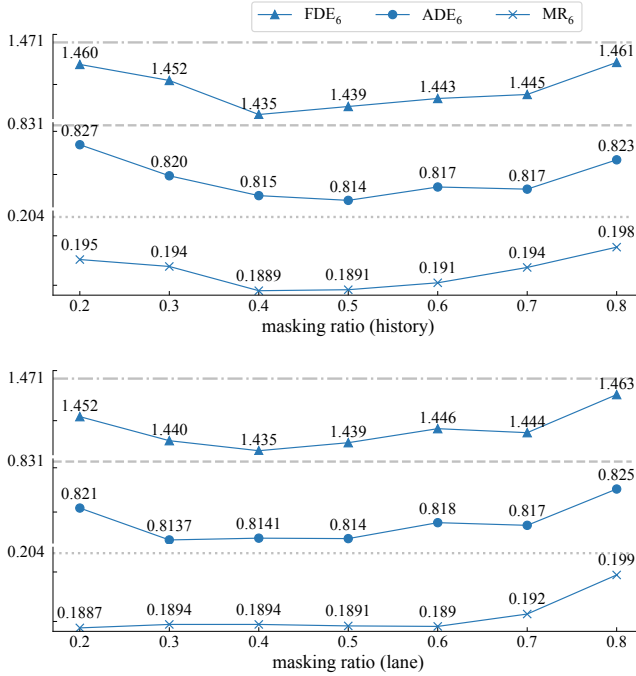 FDE6 ADE6 MR6
1.471
1.460 1.452 1.435 1.439 1.443 1.445 1.461
0.831
0.827 0.820 0.815 0.814 0.817 0.817 0.823
0.204
0.195 0.194 0.1889 0.1891 0.191 0.194 0.198
0.2 0.3 0.4 0.5 0.6 0.7 0.8
masking ratio (history)
1.471
1.452 1.440 1.435 1.439 1.446 1.444 1.463
0.831
0.821 0.8137 0.8141 0.814 0.818 0.817 0.825
0.204
0.1887 0.1894 0.1894 0.1891 0.189 0.192 0.199
0.2 0.3 0.4 0.5 0.6 0.7 0.8
masking ratio (lane)